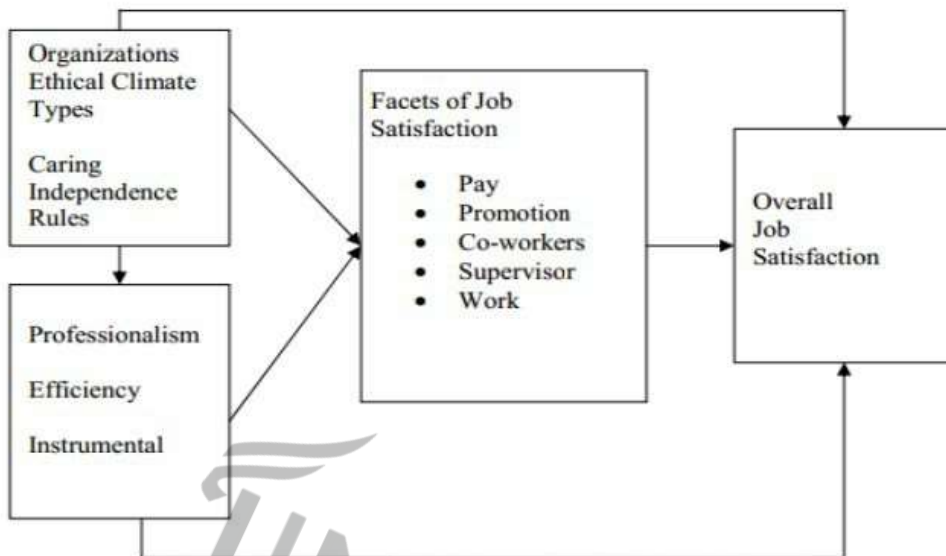 Organizations
Ethical Climate
Types
Caring
Independence
Rules
Professionalism
Efficiency
Instrumental
Facets of Job
Satisfaction
• Pay
• Promotion
• Co-workers
• Supervisor
• Work
Overall
Job
Satisfaction